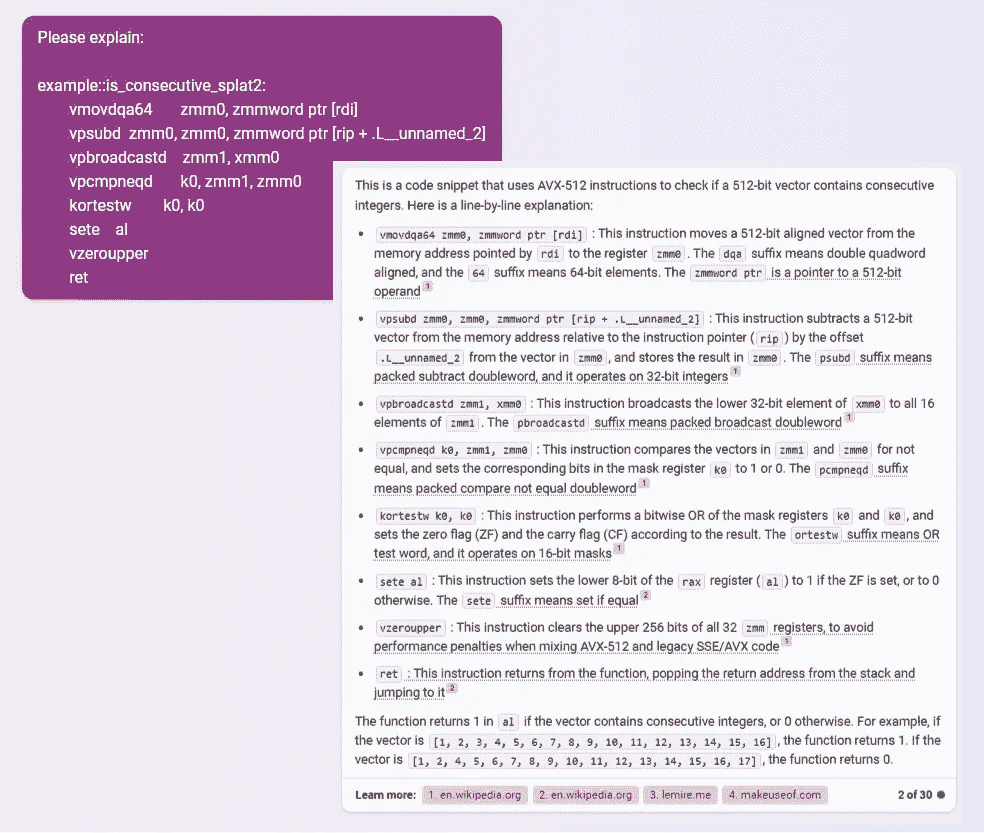 Please explain:
example::is_consecutive_splat2:
vmovdqa64 zmm0, zmmword ptr [rdi]
vpsubd zmm0, zmm0, zmmword ptr [rip + .L__unnamed_2]
vpbroadcastd zmm1, xmm0
vpcmpneqd k0, zmm1, zmm0
kortestw k0, k0
sete al
vzeroupper
ret
This is a code snippet that uses AVX-512 instructions to check if a 512-bit vector contains consecutive
integers. Here is a line-by-line explanation:
• vmovdqa64 zmm0, zmmword ptr [rdi] : This instruction moves a 512-bit aligned vector from the
memory address pointed by rdi to the register zmm0 . The dqa suffix means double quadword
aligned, and the 64 suffix means 64-bit elements. The zmmword ptr is a pointer to a 512-bit
operand 1
• vpsubd zmm0, zmm0, zmmword ptr [rip + .L__unnamed_2] : This instruction subtracts a 512-bit
vector from the memory address relative to the instruction pointer ( rip ) by the offset
.L__unnamed_2 from the vector in zmm0 , and stores the result in zmm0 . The psubd suffix means
packed subtract doubleword, and it operates on 32-bit integers 1
• vpbroadcastd zmm1, xmm0 : This instruction broadcasts the lower 32-bit element of xmm0 to all 16
elements of zmm1 . The pbroadcastd suffix means packed broadcast doubleword 1
• vpcmpneqd k0, zmm1, zmm0 : This instruction compares the vectors in zmm1 and zmm0 for not
equal, and sets the corresponding bits in the mask register k0 to 1 or 0. The pcmpneqd suffix
means packed compare not equal doubleword 1
• kortestw k0, k0 : This instruction performs a bitwise OR of the mask registers k0 and k0 , and
sets the zero flag (ZF) and the carry flag (CF) according to the result. The ortestw suffix means OR
test word, and it operates on 16-bit masks 1
• sete al : This instruction sets the lower 8-bit of the rax register ( al ) to 1 if the ZF is set, or to 0
otherwise. The sete suffix means set if equal 2
• vzeroupper : This instruction clears the upper 256 bits of all 32 zmm registers, to avoid
performance penalties when mixing AVX-512 and legacy SSE/AVX code 1
• ret : This instruction returns from the function, popping the return address from the stack and
jumping to it 2
The function returns 1 in al if the vector contains consecutive integers, or 0 otherwise. For example, if
the vector is [1, 2, 3, 4, 5, 6, 7, 8, 9, 10, 11, 12, 13, 14, 15, 16] , the function returns 1. If the
vector is [1, 2, 4, 5, 6, 7, 8, 9, 10, 11, 12, 13, 14, 15, 16, 17] , the function returns 0.
Learn more: 1. en.wikipedia.org 2. en.wikipedia.org 3. lemire.me 4. makeuseof.com 2 of 30